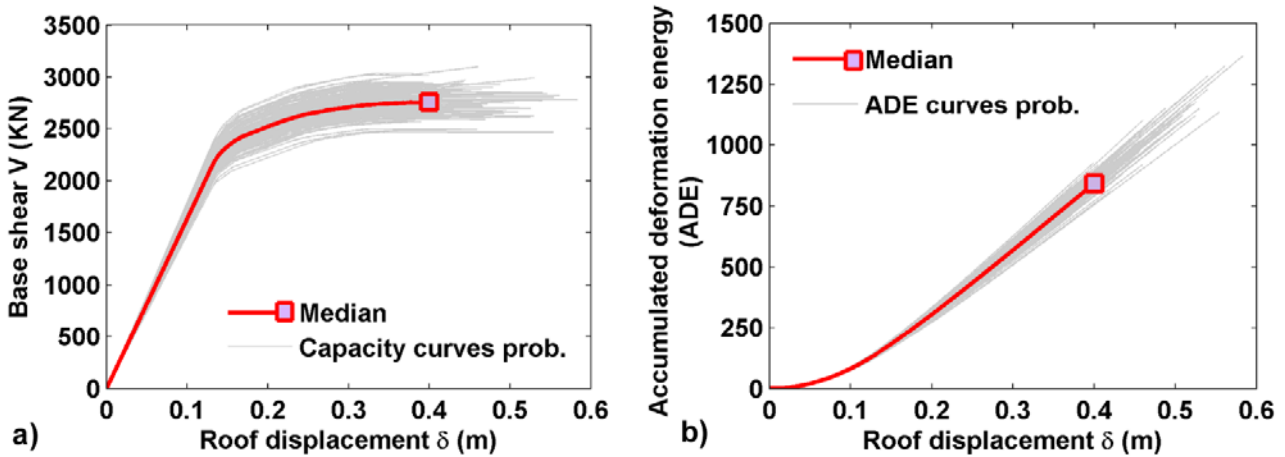 3500
3000
2500
2000
1500
1000
500
0
0 0.1 0.2 0.3 0.4 0.5 0.6
Base shear V (KN)
Roof displacement δ (m)
Median
Capacity curves prob.
a)
1500
1250
1000
750
500
250
0
0 0.1 0.2 0.3 0.4 0.5 0.6
Accumulated deformation energy
(ADE)
Roof displacement δ (m)
Median
ADE curves prob.
b)